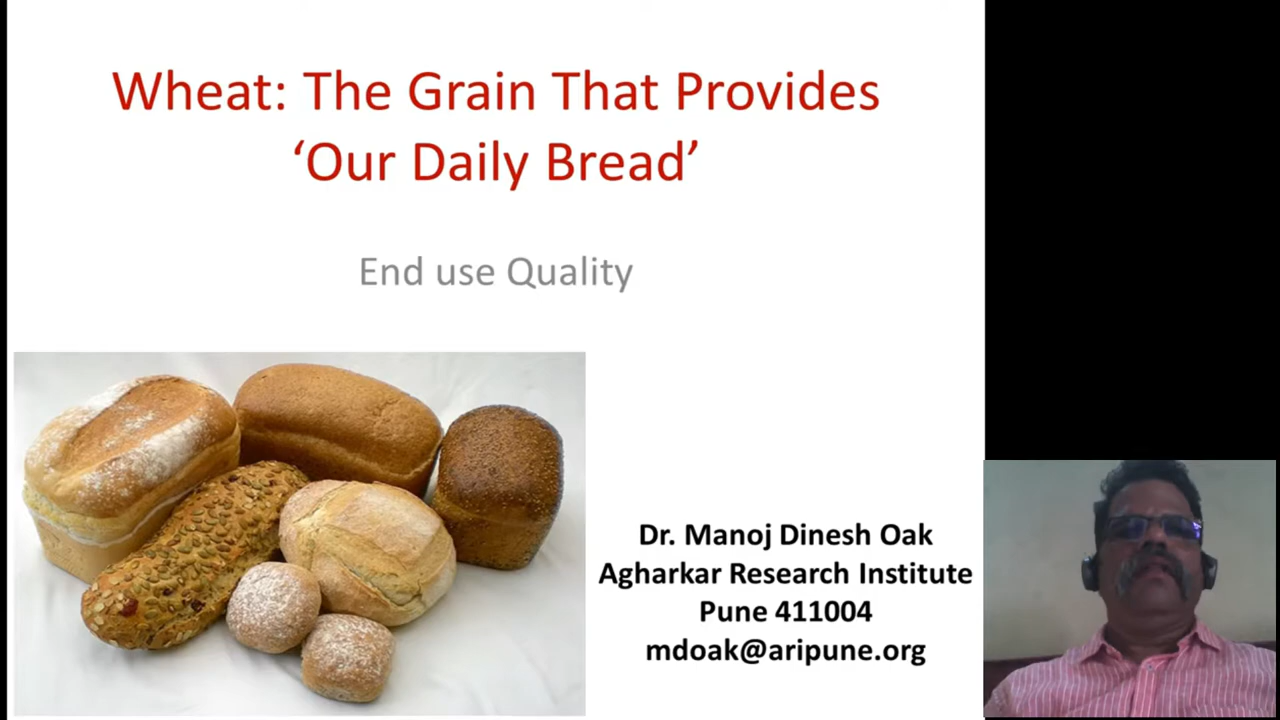 Wheat: The Grain That Provides
‘Our Daily Bread’
End use Quality
Dr. Manoj Dinesh Oak
Agharkar Research Institute
Pune 411004
mdoak@aripune.org